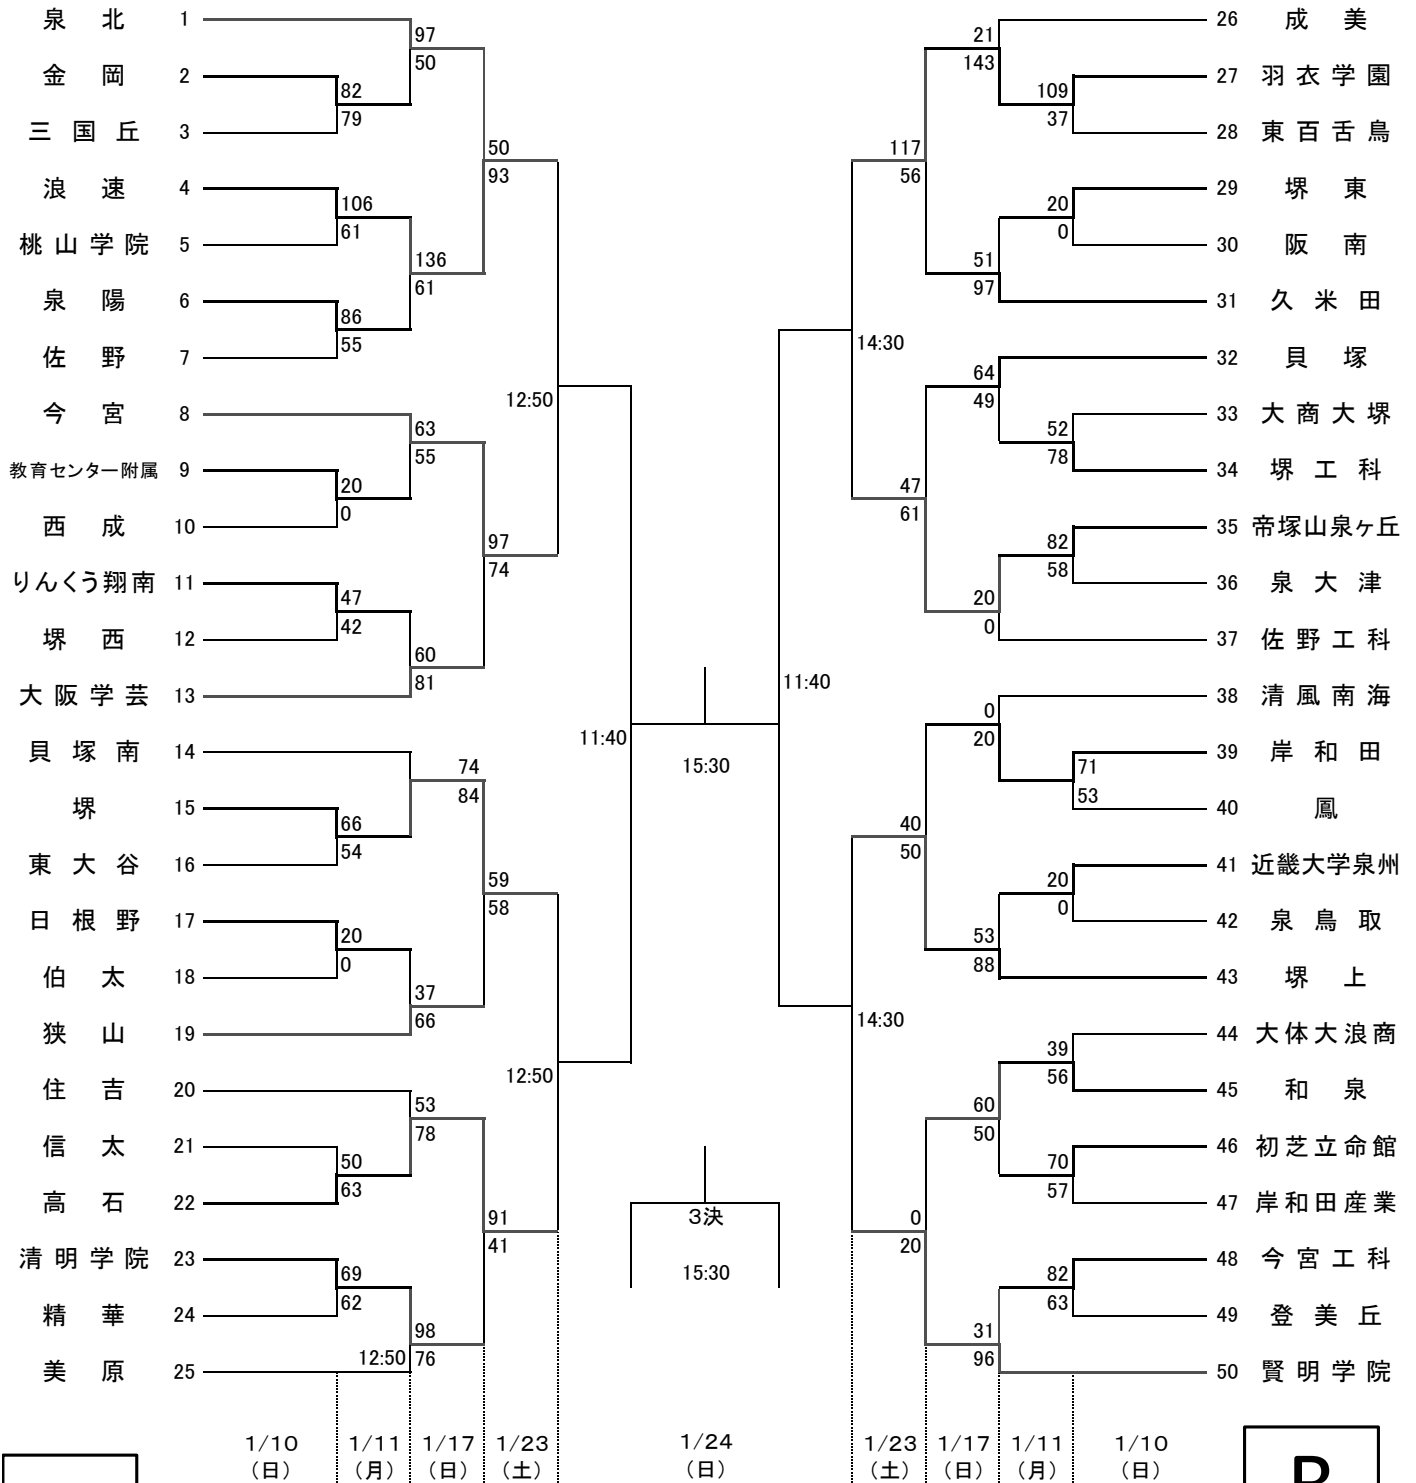 泉北 1
金岡 2
三国丘 3
浪速 4
桃山学院 5
泉陽 6
佐野 7
今宮 8
教育センター附属 9
西成 10
りんくう翔南 11
堺西 12
大阪学芸 13
貝塚南 14
堺 15
東大谷 16
日根野 17
伯太 18
狭山 19
住吉 20
信太 21
高石 22
清明学院 23
精華 24
美原 25
82
79
106
61
86
55
20
0
47
42
66
54
20
0
50
63
69
62
97
50
136
61
63
55
60
81
74
84
37
66
53
78
98
12:50 76
50
93
97
74
59
58
91
41
12:50
12:50
11:40
15:30
3決
15:30
11:40
14:30
14:30
117
56
47
61
40
50
0
20
21
143
51
97
64
49
20
0
0
20
53
88
60
50
31
96
109
37
20
0
52
78
82
58
71
53
20
0
39
56
70
57
82
63
26 成美
27 羽衣学園
28 東百舌鳥
29 堺東
30 阪南
31 久米田
32 貝塚
33 大商大堺
34 堺工科
35 帝塚山泉ヶ丘
36 泉大津
37 佐野工科
38 清風南海
39 岸和田
40 鳳
41 近畿大学泉州
42 泉鳥取
43 堺上
44 大体大浪商
45 和泉
46 初芝立命館
47 岸和田産業
48 今宮工科
49 登美丘
50 賢明学院
1/10 1/11 1/17 1/23 1/24 1/23 1/17 1/11 1/10
(日) (月) (日) (土) (日) (土) (日) (月) (日)